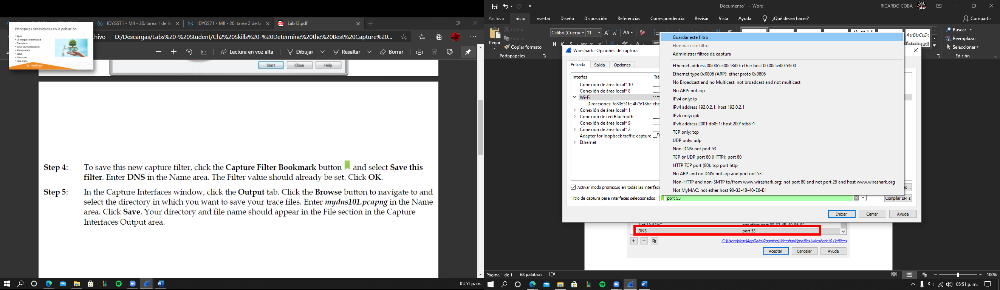 Principales necesidades en la población
• Agua
• La energía y electricidad
• Transporte
• Evitar las Inundaciones
• Alimentación
• Salud
• Educación
• Casa digna
IDYGS71 - MII - 20: tarea 1 de la
IDYGS71 - MII - 20: tarea 2 de la
Lab13.pdf
D:/Descargas/Labs%20-%20Student/Ch2%20Skills%20-%20Determine%20the%20Best%20Capture%20...
Lectura en voz alta
Dibujar
Resaltar
Borrar
Start
Close
Help
Step 4: To save this new capture filter, click the Capture Filter Bookmark button and select Save this
filter. Enter DNS in the Name area. The Filter value should already be set. Click OK.
Step 5: In the Capture Interfaces window, click the Output tab. Click the Browse button to navigate to and
select the directory in which you want to save your trace files. Enter mydns101.pcapng in the Name
area. Click Save. Your directory and file name should appear in the File section in the Capture
Interfaces Output area.
05:51 p. m.
Documento1 - Word
RICARDO COBA
Archivo
Inicio
Insertar
Diseño
Disposición
Referencias
Correspondencia
Revisar
Vista
Ayuda
¿Qué desea hacer?
Compartir
Pegar
Cortar
Copiar
Copiar formato
Portapapeles
Calibri (Cuerpo
11
Aa
N
K
S
AaBbCcDc
Énfasis sutil
Buscar
Reemplazar
Seleccionar
Edición
Wireshark · Opciones de captura
Entrada
Salida
Opciones
Interfaz
Trá
Conexión de área local* 10
Conexión de área local* 8
Wi-Fi
Direcciones: fe80::51fe:4f75:18bc:cbe
Conexión de área local* 1
Conexión de red Bluetooth
Conexión de área local* 9
Conexión de área local* 2
Adapter for loopback traffic capture
Ethernet
Activar modo promiscuo en todas las interface
Filtro de captura para interfaces seleccionados:
port 53
Compilar BPFs
Iniciar
Cerrar
Ayuda
Guardar este filtro
Eliminar este filtro
Administrar filtros de captura
Ethernet address 00:00:5e:00:53:00: ether host 00:00:5e:00:53:00
Ethernet type 0x0806 (ARP): ether proto 0x0806
No Broadcast and no Multicast: not broadcast and not multicast
No ARP: not arp
IPv4 only: ip
IPv4 address 192.0.2.1: host 192.0.2.1
IPv6 only: ip6
IPv6 address 2001:db8::1: host 2001:db8::1
TCP only: tcp
UDP only: udp
Non-DNS: not port 53
TCP or UDP port 80 (HTTP): port 80
HTTP TCP port (80): tcp port http
No ARP and no DNS: not arp and port not 53
Non-HTTP and non-SMTP to/from www.wireshark.org: not port 80 and not port 25 and host www.wireshark.org
Not MyMAC: not ether host 90-32-4B-40-E6-B1
Not MyMAC
not ether host 90-32-4B-40-E6-B1
DNS
port 53
C:\Users\ricar\AppData\Roaming\Wireshark\profiles\wireshark101\cfilters
Aceptar
Cancelar
Ayuda
Página 1 de 1
68 palabras
100%
05:51 p. m.